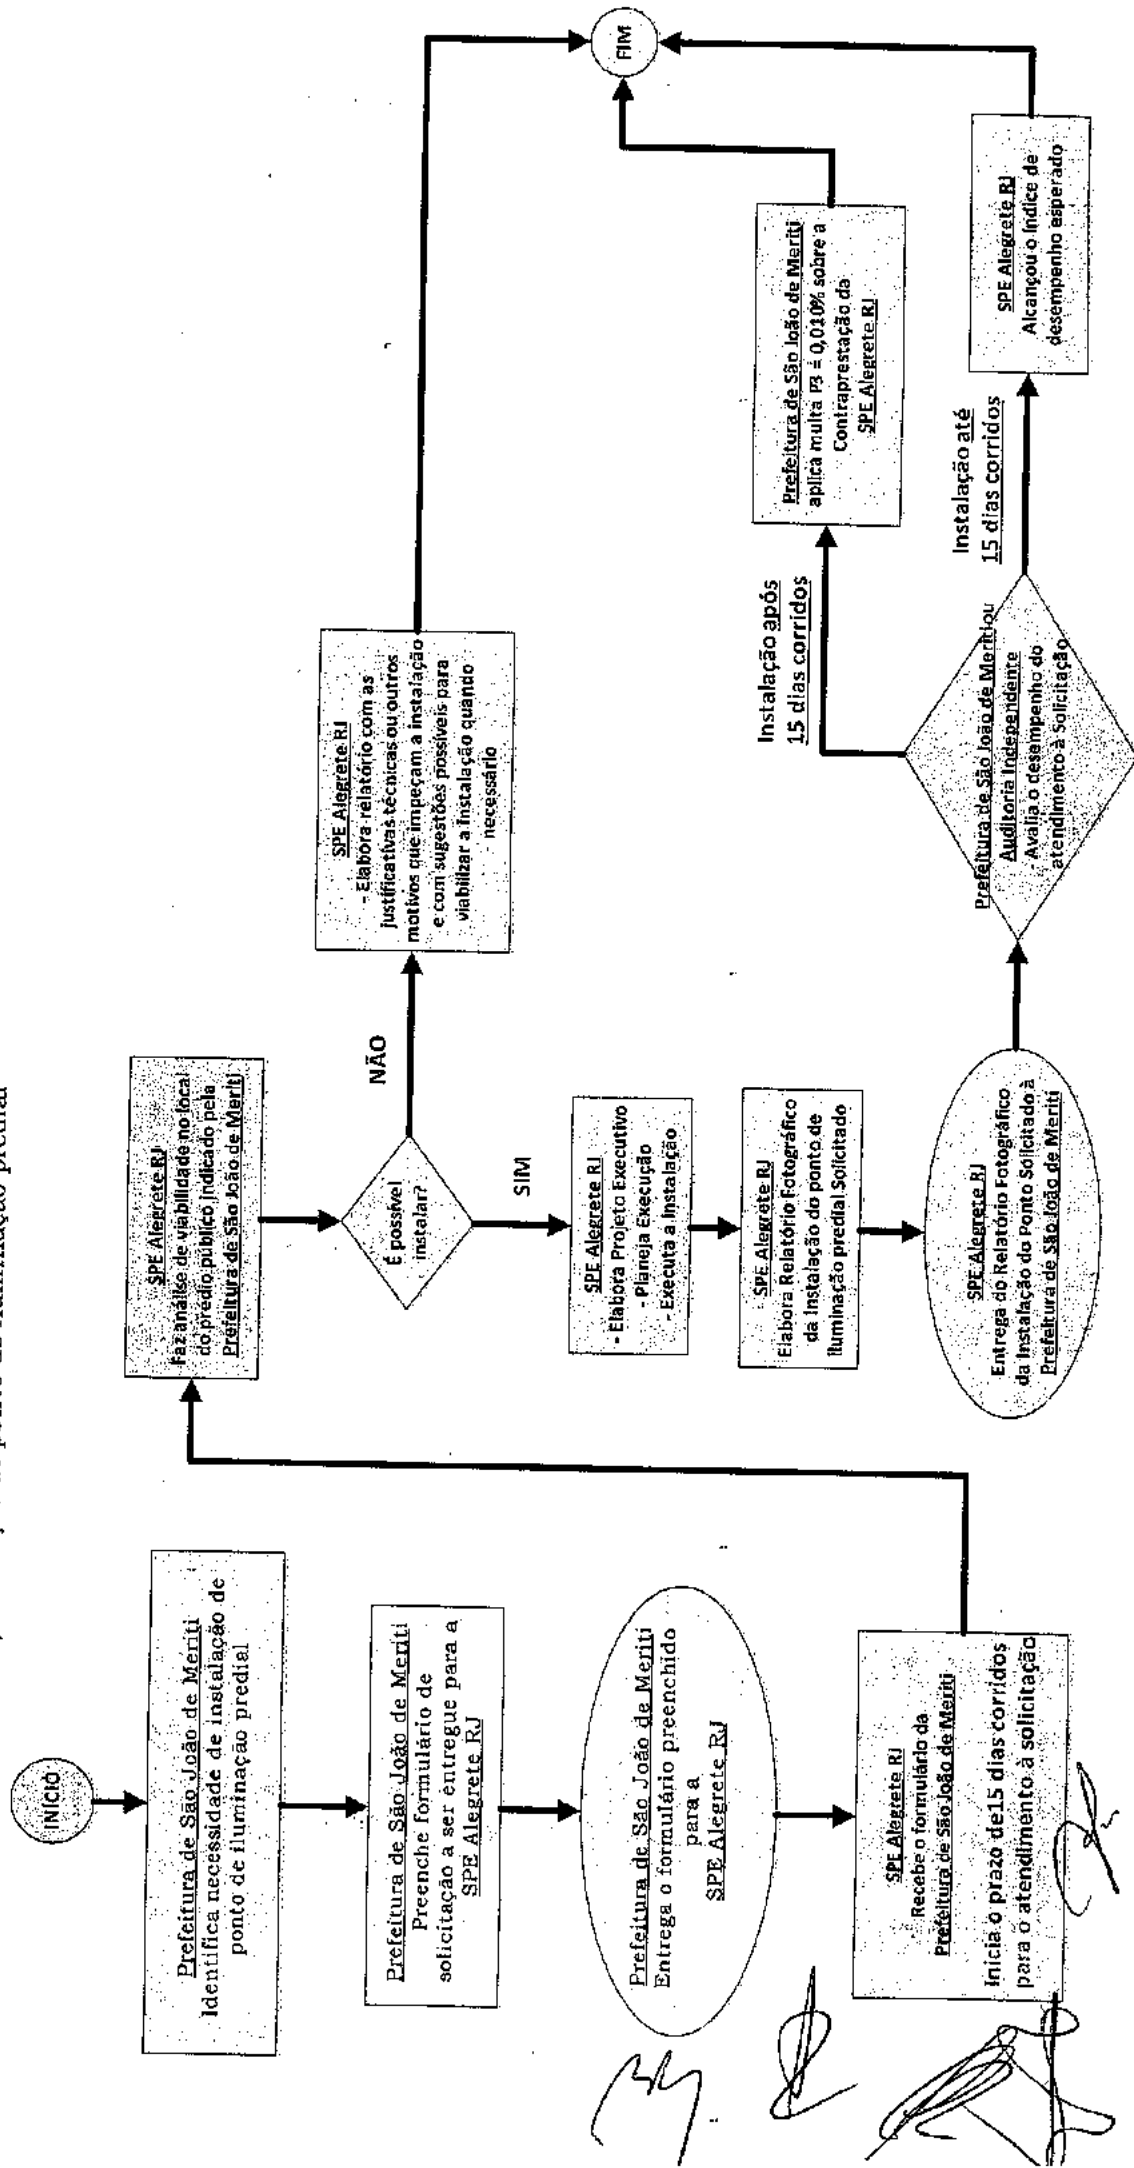 iluminação predial
INÍCIO
Prefeitura de São João de Meriti
Identifica necessidade de instalação de
ponto de iluminação predial
Prefeitura de São João de Meriti
Preenche formulário de
solicitação a ser entregue para a
SPE Alegrete RJ
Prefeitura de São João de Meriti
Entrega o formulário preenchido
para a
SPE Alegrete RJ
SPE Alegrete RJ
- Recebe o formulário da
Prefeitura de São João de Meriti
Inicia o prazo de15 dias corridos
para o atendimento à solicitação
SPE Alegrete RJ
Faz análise de viabilidade no local
do prédio público indicado pela
Prefeitura de São João de Meriti
É possível
instalar?
NÃO
SIM
SPE Alegrete RJ
- Elabora relatório com as
justificativas técnicas ou outros
motivos que impeçam a instalação
e com sugestões possíveis para
viabilizar a instalação quando
necessário
SPE Alegrete RJ
- Elabora Projeto Executivo
- Planeja Execução
- Executa a Instalação
SPE Alegrete RJ
Elabora Relatório Fotográfico
da Instalação do ponto de
Iluminação predial Solicitado
SPE Alegrete RJ
Entrega do Relatório Fotográfico
da Instalação do Ponto Solicitado à
Prefeitura de São João de Meriti
Prefeitura de São João de Meriti ou
Auditoria Independente
- Avalia o desempenho do
atendimento à Solicitação
Instalação após
15 dias corridos
Instalação até
15 dias corridos
Prefeitura de São João de Meriti
aplica multa P3 = 0,010% sobre a
Contraprestação da
SPE Alegrete RJ
SPE Alegrete RJ
Alcançou o índice de
desempenho esperado
FIM